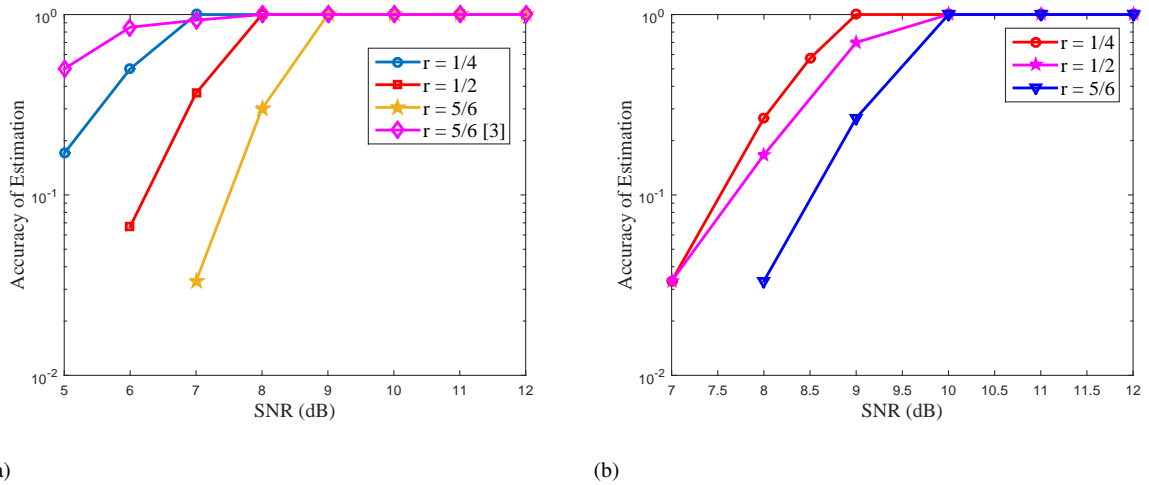 10^0
10^-1
10^-2
Accuracy of Estimation
5 6 7 8 9 10 11 12
SNR (dB)
r = 1/4
r = 1/2
r = 5/6
r = 5/6 [3]
10^0
10^-1
10^-2
Accuracy of Estimation
7 7.5 8 8.5 9 9.5 10 10.5 11 11.5 12
SNR (dB)
r = 1/4
r = 1/2
r = 5/6
)
(b)